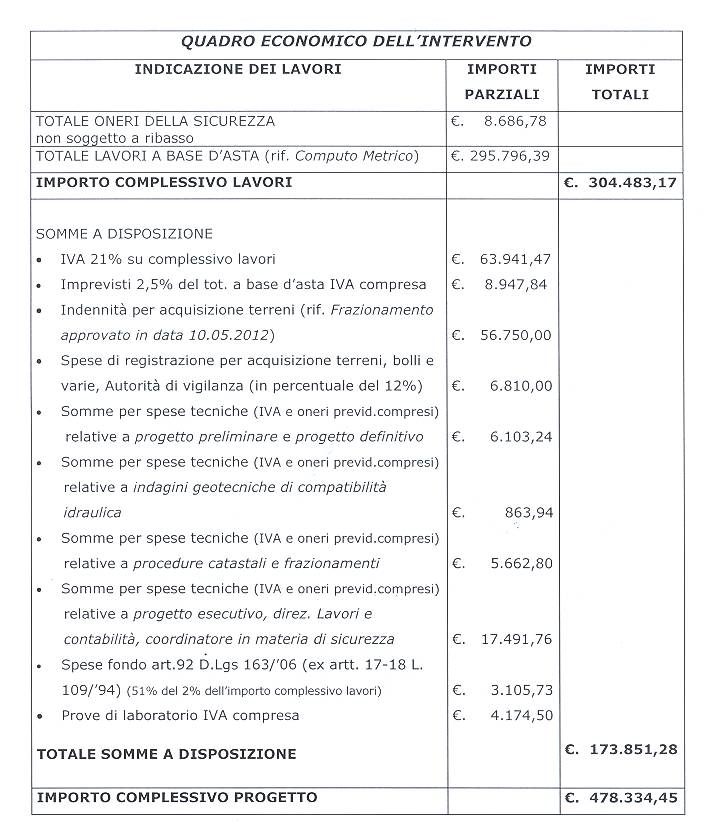 QUADRO ECONOMICO DELL'INTERVENTO
INDICAZIONE DEI LAVORI IMPORTI PARZIALI IMPORTI TOTALI
TOTALE ONERI DELLA SICUREZZA €. 8.686,78
non soggetto a ribasso
TOTALE LAVORI A BASE D'ASTA (rif. Computo Metrico) €. 295.796,39
IMPORTO COMPLESSIVO LAVORI €. 304.483,17
SOMME A DISPOSIZIONE
• IVA 21% su complessivo lavori €. 63.941,47
• Imprevisti 2,5% del tot. a base d'asta IVA compresa €. 8.947,84
• Indennità per acquisizione terreni (rif. Frazionamento
approvato in data 10.05.2012) €. 56.750,00
• Spese di registrazione per acquisizione terreni, bolli e
varie, Autorità di vigilanza (in percentuale del 12%) €. 6.810,00
• Somme per spese tecniche (IVA e oneri previd.compresi)
relative a progetto preliminare e progetto definitivo €. 6.103,24
• Somme per spese tecniche (IVA e oneri previd.compresi)
relative a indagini geotecniche di compatibilità
idraulica €. 863,94
• Somme per spese tecniche (IVA e oneri previd.compresi)
relative a procedure catastali e frazionamenti €. 5.662,80
• Somme per spese tecniche (IVA e oneri previd.compresi)
relative a progetto esecutivo, direz. Lavori e
contabilità, coordinatore in materia di sicurezza €. 17.491,76
• Spese fondo art.92 D.Lgs 163/'06 (ex artt. 17-18 L.
109/'94) (51% del 2% dell'importo complessivo lavori) €. 3.105,73
• Prove di laboratorio IVA compresa €. 4.174,50
TOTALE SOMME A DISPOSIZIONE €. 173.851,28
IMPORTO COMPLESSIVO PROGETTO €. 478.334,45